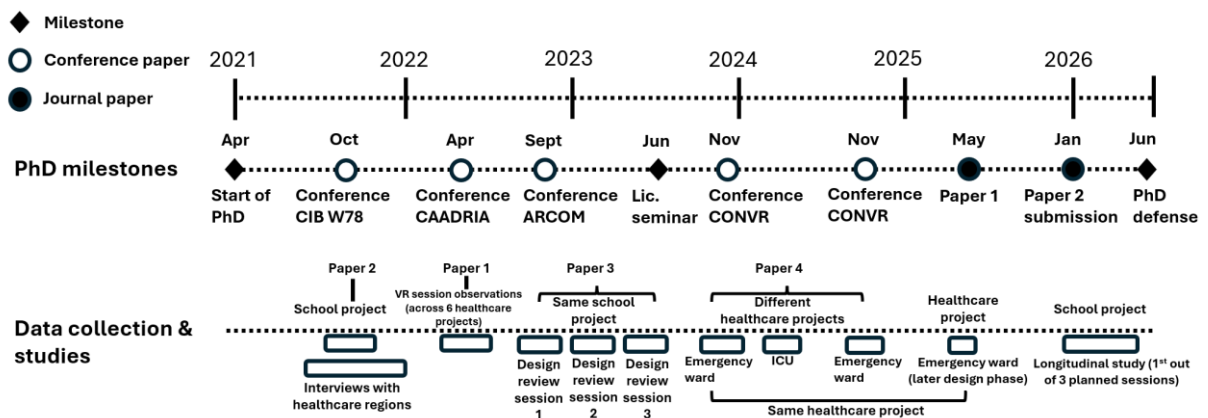 Milestone
Conference paper
Journal paper
2021 2022 2023 2024 2025 2026
PhD milestones
Apr Oct Apr Sept Jun Nov Nov May Jan Jun
Start of Conference Conference Conference Lic. Conference Conference Paper 1 Paper 2 PhD
PhD CIB W78 CAADRIA ARCOM seminar CONVR CONVR submission defense
Data collection &
studies
Paper 2 Paper 1 Paper 3 Paper 4
School project
VR session observations
(across 6 healthcare
projects)
Same school
project
Different
healthcare projects
Healthcare
project
School project
Interviews with
healthcare regions
Design
review
session
1
Design
review
session
2
Design
review
session
3
Emergency
ward
ICU
Emergency
ward
Emergency ward
(later design phase)
Longitudinal study (1st out
of 3 planned sessions)
Same healthcare project